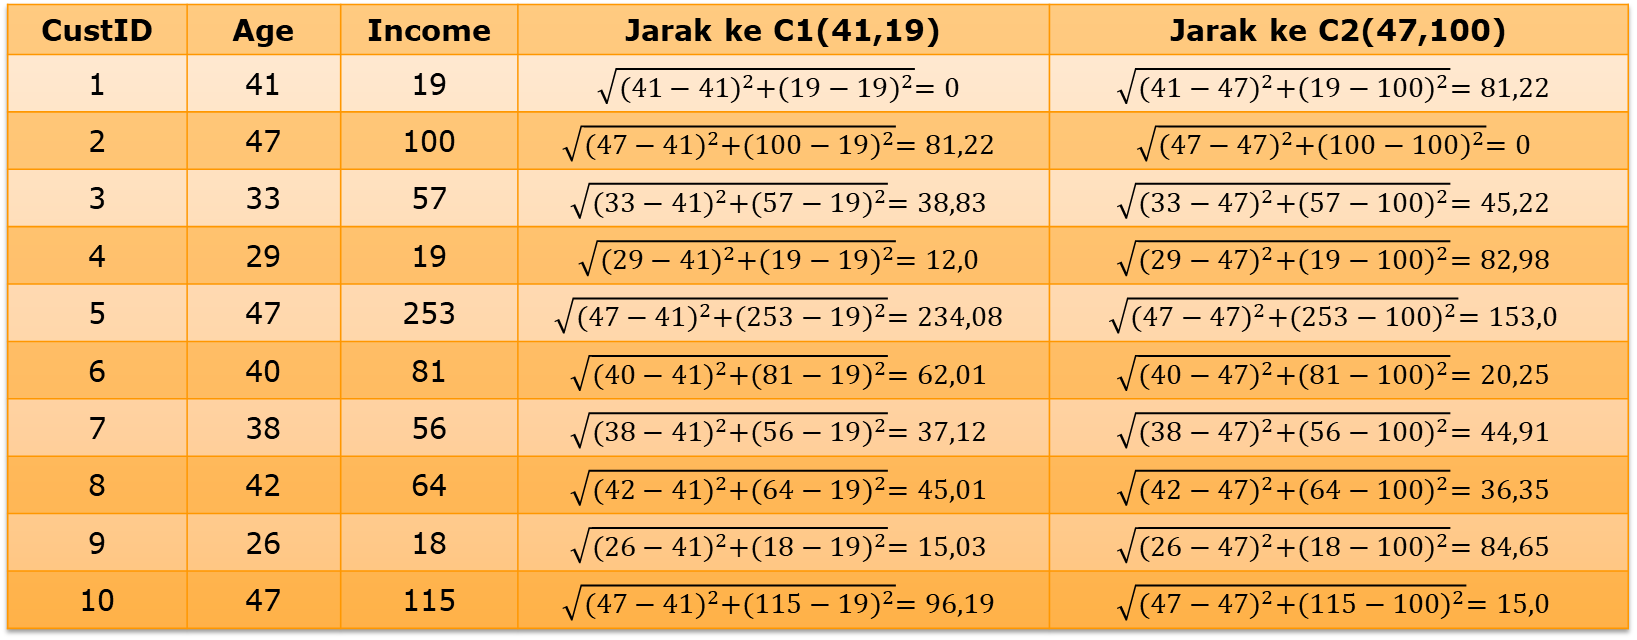 CustID Age Income Jarak ke C1(41,19) Jarak ke C2(47,100)
1 41 19 √(41 − 41)²+(19 − 19)²= 0 √(41 − 47)²+(19 − 100)²= 81,22
2 47 100 √(47 − 41)²+(100 − 19)²= 81,22 √(47 − 47)²+(100 − 100)²= 0
3 33 57 √(33 − 41)²+(57 − 19)²= 38,83 √(33 − 47)²+(57 − 100)²= 45,22
4 29 19 √(29 − 41)²+(19 − 19)²= 12,0 √(29 − 47)²+(19 − 100)²= 82,98
5 47 253 √(47 − 41)²+(253 − 19)²= 234,08 √(47 − 47)²+(253 − 100)²= 153,0
6 40 81 √(40 − 41)²+(81 − 19)²= 62,01 √(40 − 47)²+(81 − 100)²= 20,25
7 38 56 √(38 − 41)²+(56 − 19)²= 37,12 √(38 − 47)²+(56 − 100)²= 44,91
8 42 64 √(42 − 41)²+(64 − 19)²= 45,01 √(42 − 47)²+(64 − 100)²= 36,35
9 26 18 √(26 − 41)²+(18 − 19)²= 15,03 √(26 − 47)²+(18 − 100)²= 84,65
10 47 115 √(47 − 41)²+(115 − 19)²= 96,19 √(47 − 47)²+(115 − 100)²= 15,0